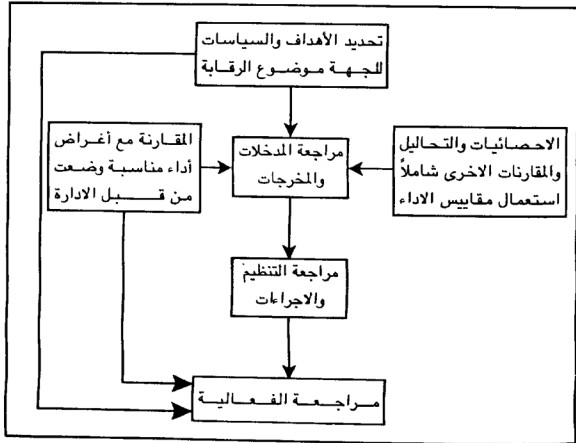 تحديد الأهداف والسياسات
للجهة موضوع الرقابة
الاحصائيات والتحاليل
والمقارنات الاخرى شاملاً
استعمال مقاييس الاداء
مراجعة المدخلات
والمخرجات
المقارنة مع أغراض
أداء مناسبة وضعت
من قبل الادارة
مراجعة التنظيم
والاجراءات
مراجعة الفعالية